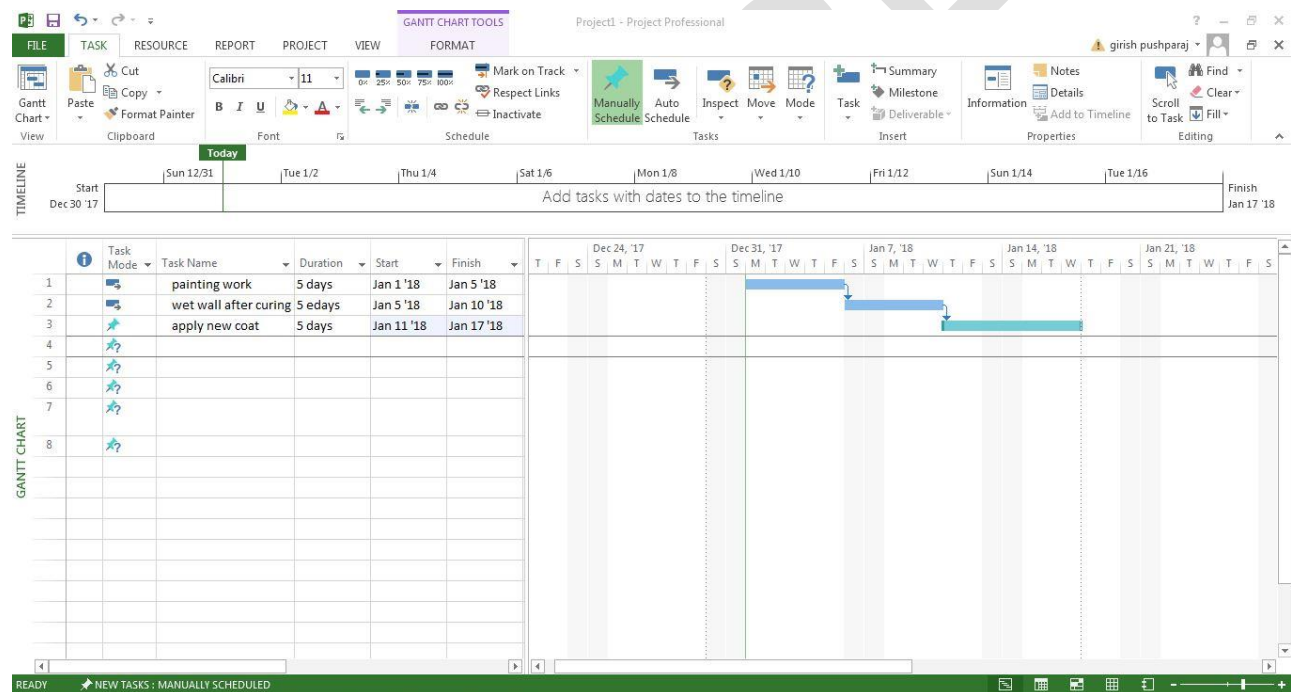 GANTT CHART TOOLS Project1 - Project Professional ?
FILE TASK RESOURCE REPORT PROJECT VIEW FORMAT girish pushparaj
Cut Calibri 11 0× 25× 50× 75× 100× Mark on Track Summary Notes Find
Copy Respect Links Milestone Details Clear
Gantt Chart Paste Format Painter B I U A Inactivate Manually Schedule Auto Schedule Inspect Move Mode Task Deliverable Information Add to Timeline Scroll to Task Fill
View Clipboard Font Schedule Tasks Insert Properties Editing
Today
TIMELINE
Sun 12/31 Tue 1/2 Thu 1/4 Sat 1/6 Mon 1/8 Wed 1/10 Fri 1/12 Sun 1/14 Tue 1/16
Start
Dec 30 '17
Add tasks with dates to the timeline
Finish
Jan 17 '18
Task Mode Task Name Duration Start Finish
Dec 24, '17 Dec 31, '17 Jan 7, '18 Jan 14, '18 Jan 21, '18
T F S S M T W T F S S M T W T F S S M T W T F S S M T W T F S S M T W T F S
1 painting work 5 days Jan 1 '18 Jan 5 '18
2 wet wall after curing 5 edays Jan 5 '18 Jan 10 '18
3 apply new coat 5 days Jan 11 '18 Jan 17 '18
4 ?
5 ?
6 ?
7 ?
8 ?
GANTT CHART
READY NEW TASKS : MANUALLY SCHEDULED